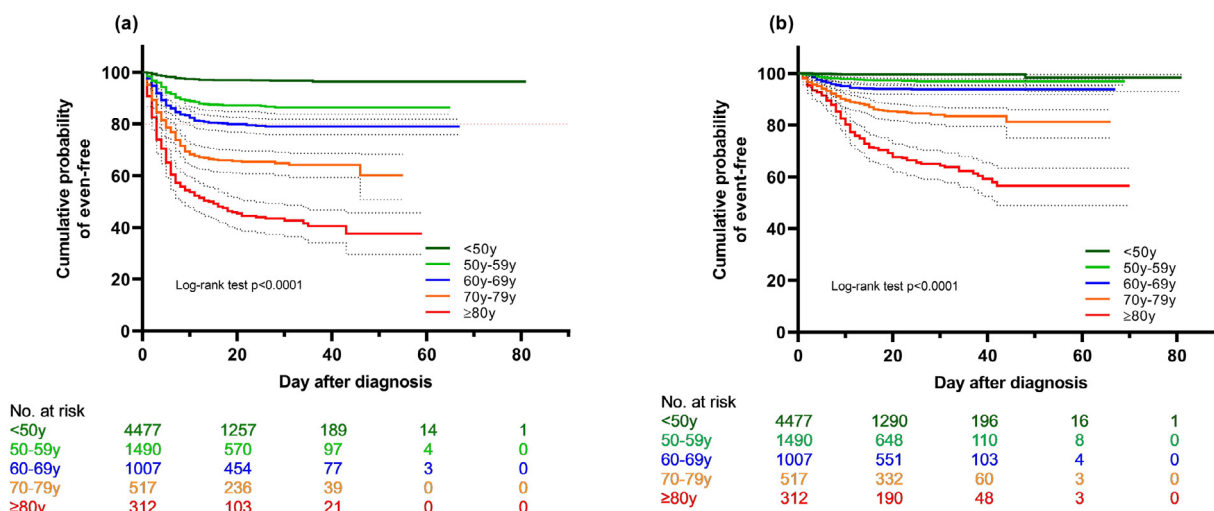 (a)
Cumulative probability
of even-free
100
80
60
40
20
0
0 20 40 60 80
Day after diagnosis
Log-rank test p<0.0001
<50y
50y-59y
60y-69y
70y-79y
≥80y
No. at risk
<50y 4477 1257 189 14 1
50-59y 1490 570 97 4 0
60-69y 1007 454 77 3 0
70-79y 517 236 39 0 0
≥80y 312 103 21 0 0
(b)
Cumulative probability
of event-free
100
80
60
40
20
0
0 20 40 60 80
Day after diagnosis
Log-rank test p<0.0001
<50y
50y-59y
60y-69y
70y-79y
≥80y
No. at risk
<50y 4477 1290 196 16 1
50-59y 1490 648 110 8 0
60-69y 1007 551 103 4 0
70-79y 517 332 60 3 0
≥80y 312 190 48 3 0